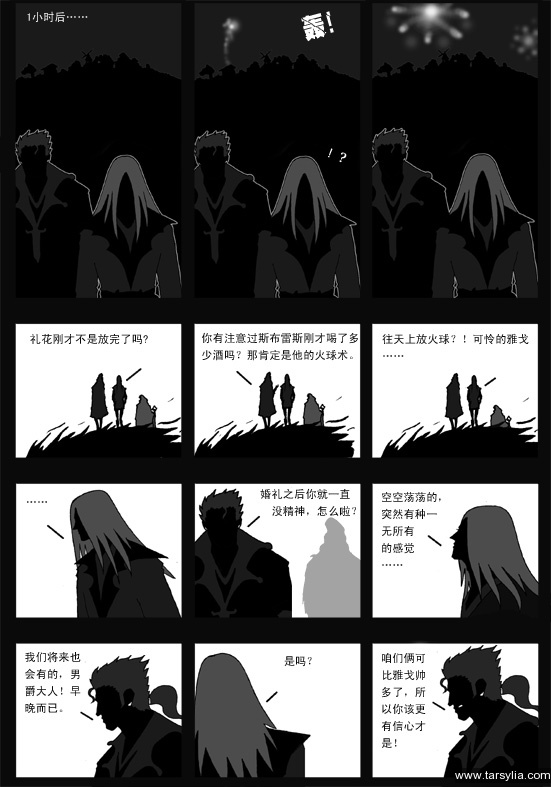 1小时后……
轰!
！？
礼花刚才不是放完了吗?
你有注意过斯布雷斯刚才喝了多
少酒吗? 那肯定是他的火球术。
往天上放火球？！可怜的雅戈
……
……
婚礼之后你就一直
没精神，怎么啦?
空空荡荡的，
突然有种一
无所有
的感觉
……
我们将来也
会有的，男
爵大人！早
晚而已。
是吗?
咱们俩可
比雅戈帅
多了，所
以你该更
有信心才
是！
www.tarsylia.com